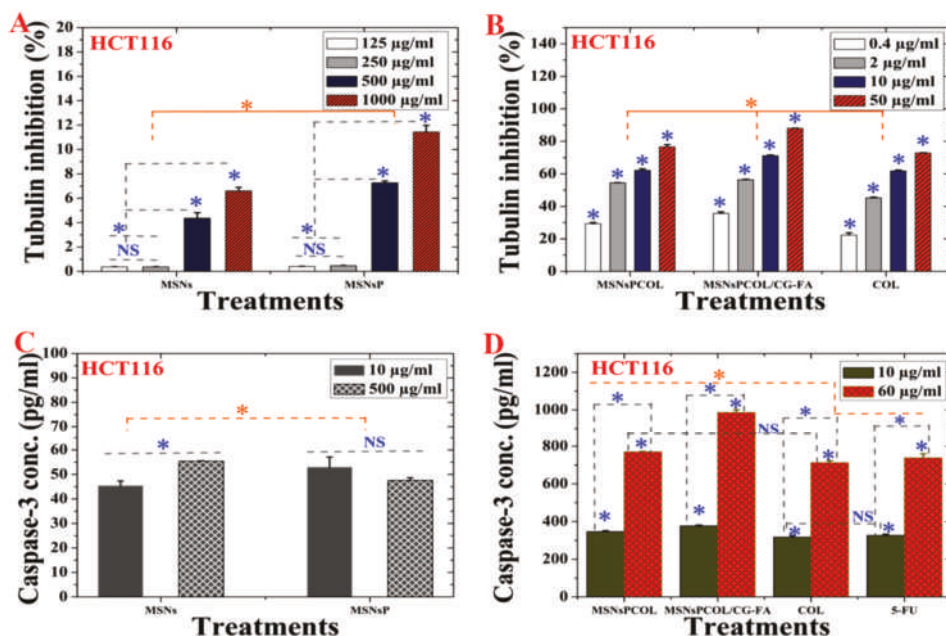 A
HCT116
125 µg/ml
250 µg/ml
500 µg/ml
1000 µg/ml
Tubulin inhibition (%)
20
18
16
14
12
10
8
6
4
2
0
*
*
*
NS
*
*
*
*
NS
*
MSNs
MSNsP
Treatments
B
HCT116
0.4 µg/ml
2 µg/ml
10 µg/ml
50 µg/ml
Tubulin inhibition (%)
140
120
100
80
60
40
20
0
*
*
*
*
*
*
*
*
*
*
*
*
*
MSNsPCOL
MSNsPCOL/CG-FA
COL
Treatments
C
HCT116
10 µg/ml
500 µg/ml
Caspase-3 conc. (pg/ml)
100
90
80
70
60
50
40
30
20
10
0
*
*
NS
MSNs
MSNsP
Treatments
D
HCT116
10 µg/ml
60 µg/ml
Caspase-3 conc. (pg/ml)
1200
1000
800
600
400
200
0
*
*
*
*
*
NS
*
*
*
*
*
*
*
NS
*
MSNsPCOL
MSNsPCOL/CG-FA
COL
5-FU
Treatments